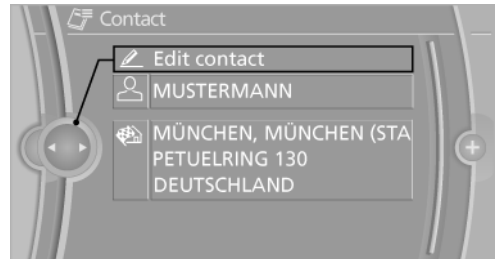 Contact
Edit contact
MUSTERMANN
MÜNCHEN, MÜNCHEN (STA
PETUELRING 130
DEUTSCHLAND